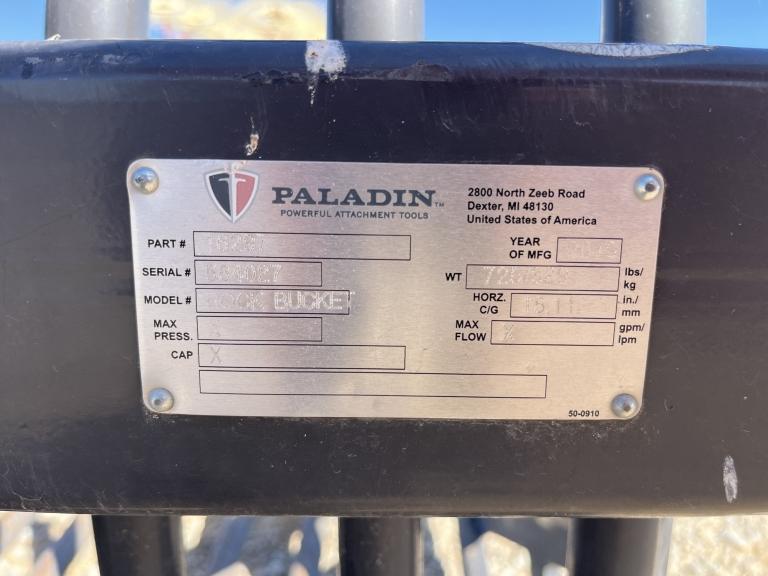 PALADIN™
POWERFUL ATTACHMENT TOOLS
2800 North Zeeb Road
Dexter, MI 48130
United States of America
PART #
YEAR OF MFG
SERIAL #
WT
lbs/kg
MODEL # ROCK BUCKET
HORZ. C/G
in./mm
MAX PRESS.
MAX FLOW X
gpm/lpm
CAP X
50-0910